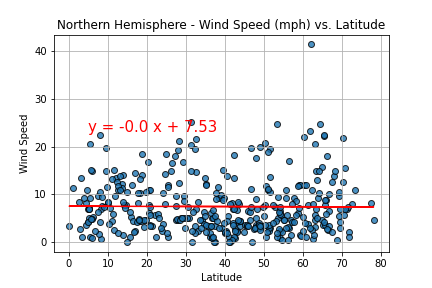 Northern Hemisphere - Wind Speed (mph) vs. Latitude
40
30
20
10
0
Wind Speed
y = -0.0 x + 7.53
0 10 20 30 40 50 60 70 80
Latitude